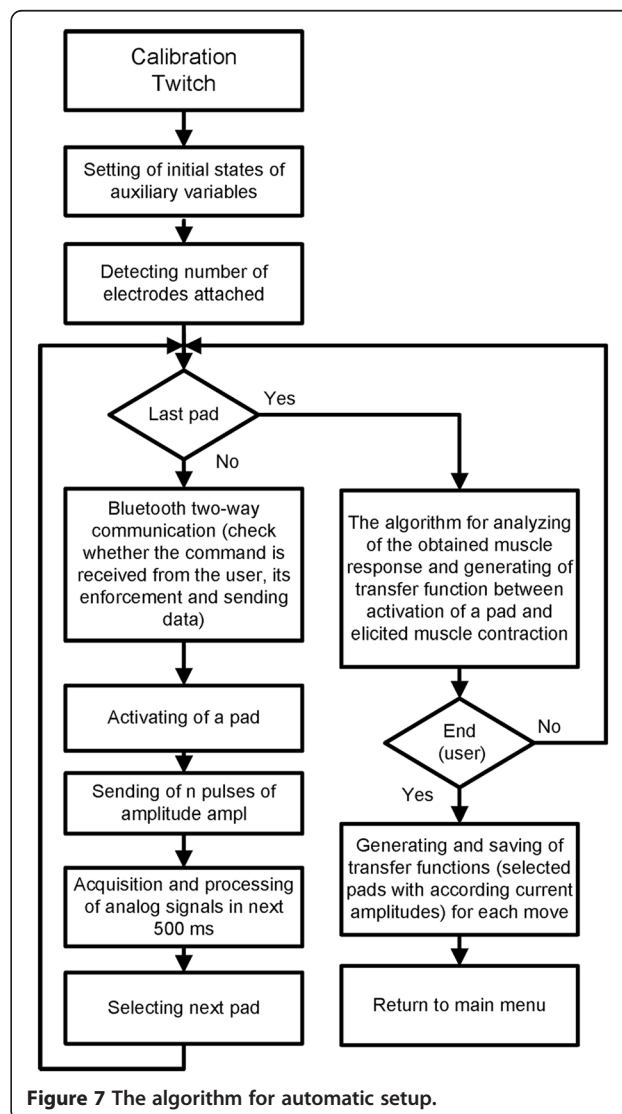 Calibration
Twitch
Setting of initial states of
auxiliary variables
Detecting number of
electrodes attached
Last pad
Yes
No
Bluetooth two-way
communication (check
whether the command is
received from the user, its
enforcement and sending
data)
Activating of a pad
Sending of n pulses of
amplitude ampl
Acquisition and processing
of analog signals in next
500 ms
Selecting next pad
The algorithm for analyzing
of the obtained muscle
response and generating of
transfer function between
activation of a pad and
elicited muscle contraction
End
(user)
No
Yes
Generating and saving of
transfer functions (selected
pads with according current
amplitudes) for each move
Return to main menu
Figure 7 The algorithm for automatic setup.